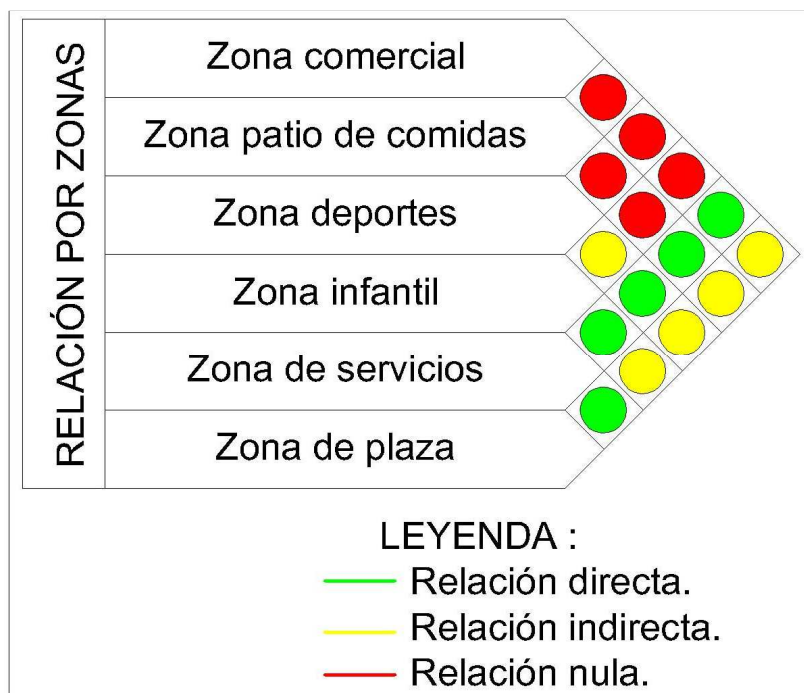 RELACIÓN POR ZONAS
Zona comercial
Zona patio de comidas
Zona deportes
Zona infantil
Zona de servicios
Zona de plaza
LEYENDA :
Relación directa.
Relación indirecta.
Relación nula.